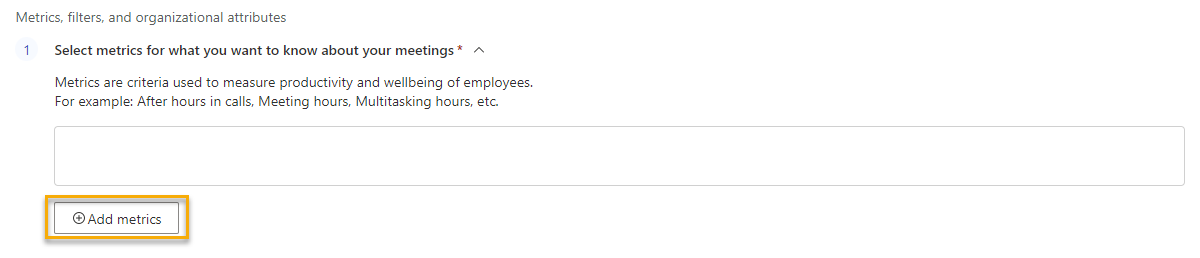 Metrics, filters, and organizational attributes
1 Select metrics for what you want to know about your meetings *
Metrics are criteria used to measure productivity and wellbeing of employees.
For example: After hours in calls, Meeting hours, Multitasking hours, etc.
Add metrics